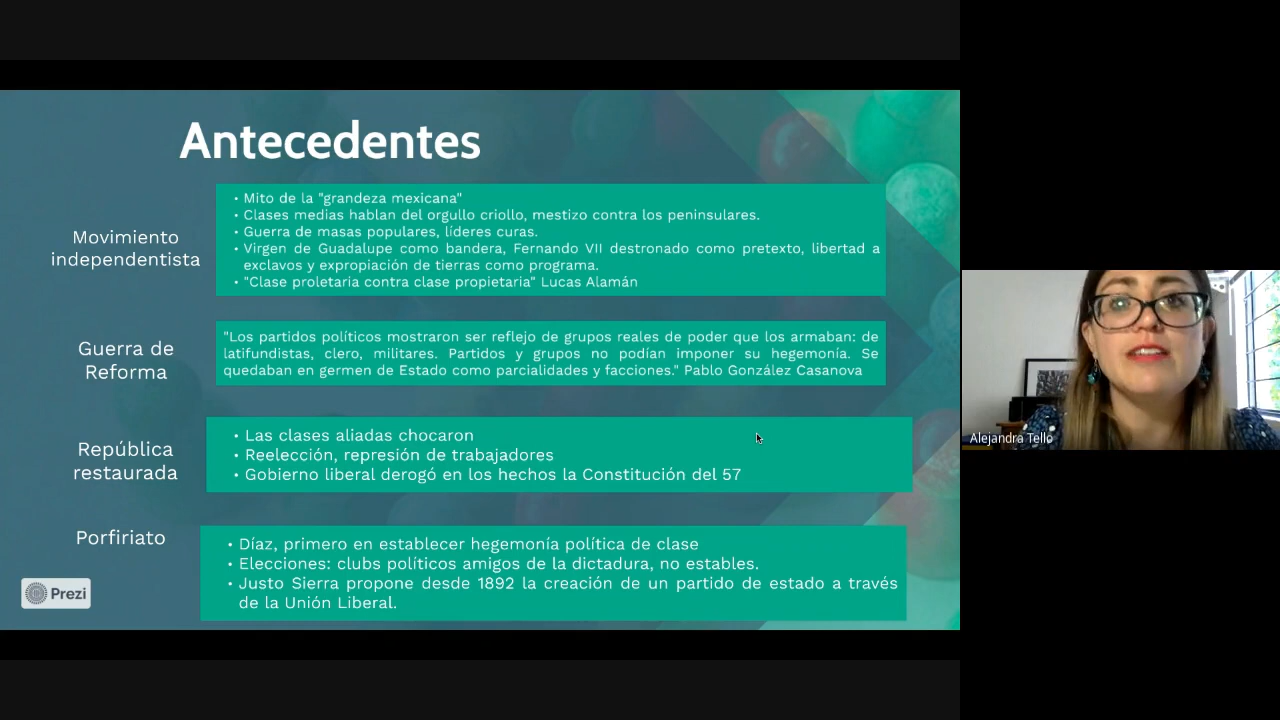 Antecedentes
Movimiento
independentista
• Mito de la "grandeza mexicana"
• Clases medias hablan del orgullo criollo, mestizo contra los peninsulares.
• Guerra de masas populares, líderes curas.
• Virgen de Guadalupe como bandera, Fernando VII destronado como pretexto, libertad a
exclavos y expropiación de tierras como programa.
• "Clase proletaria contra clase propietaria" Lucas Alamán
Guerra de
Reforma
"Los partidos políticos mostraron ser reflejo de grupos reales de poder que los armaban: de
latifundistas, clero, militares. Partidos y grupos no podían imponer su hegemonía. Se
quedaban en germen de Estado como parcialidades y facciones." Pablo González Casanova
República
restaurada
• Las clases aliadas chocaron
• Reelección, represión de trabajadores
• Gobierno liberal derogó en los hechos la Constitución del 57
Porfiriato
• Díaz, primero en establecer hegemonía política de clase
• Elecciones: clubs políticos amigos de la dictadura, no estables.
• Justo Sierra propone desde 1892 la creación de un partido de estado a través
de la Unión Liberal.
Prezi
Alejandra Tello